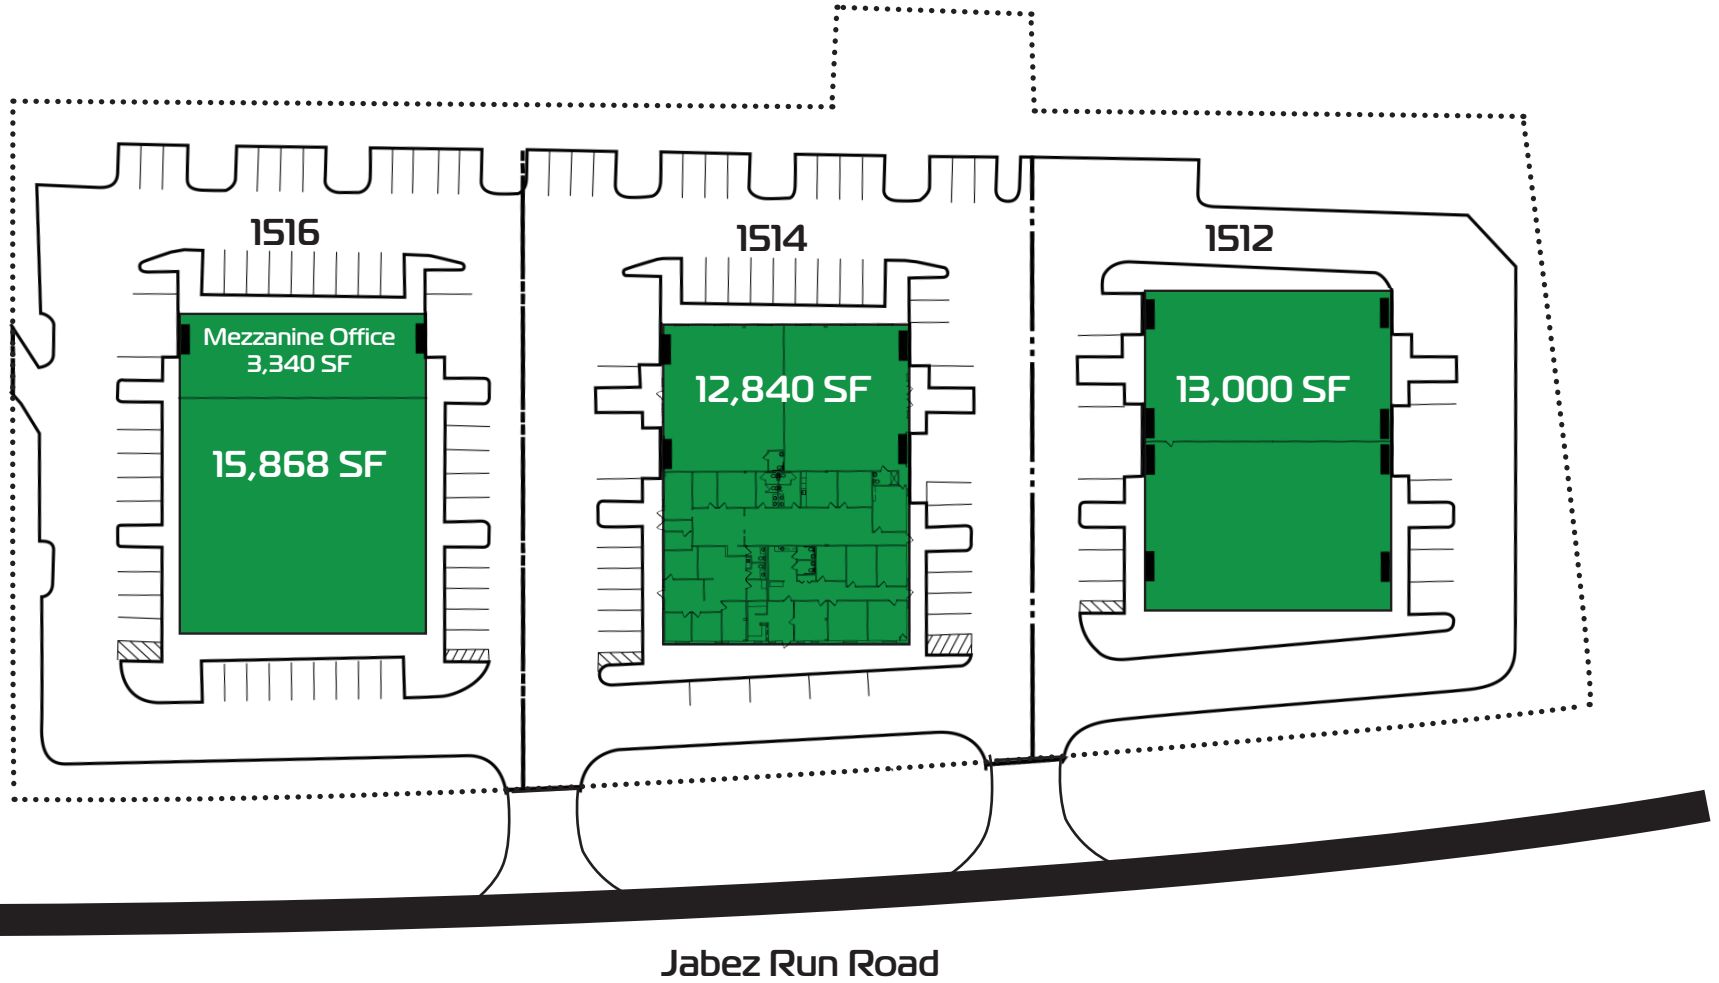 1516
1514
1512
Mezzanine Office
3,340 SF
15,868 SF
12,840 SF
13,000 SF
Jabez Run Road